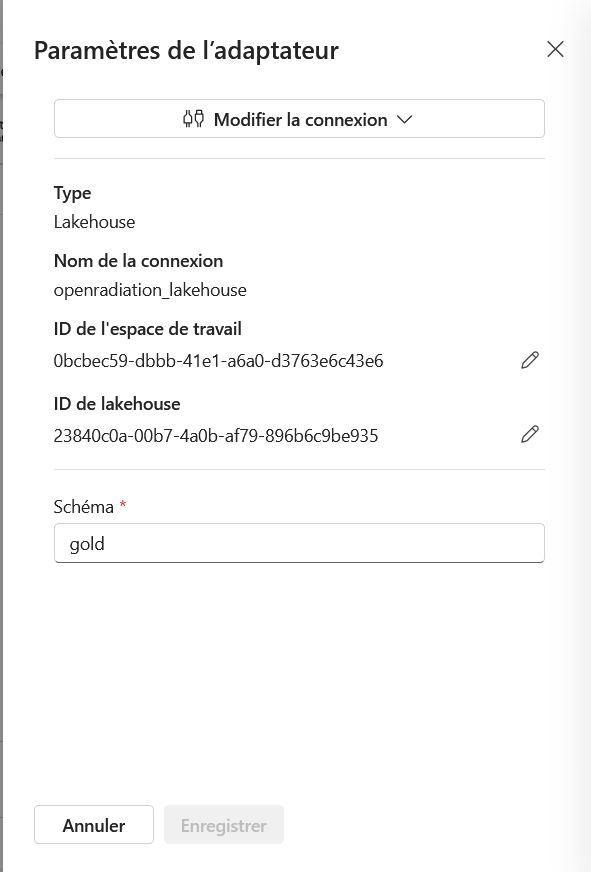 Paramètres de l’adaptateur
Modifier la connexion
Type
Lakehouse
Nom de la connexion
openradiation_lakehouse
ID de l'espace de travail
0bcbec59-dbbb-41e1-a6a0-d3763e6c43e6
ID de lakehouse
23840c0a-00b7-4a0b-af79-896b6c9be935
Schéma *
gold
Annuler
Enregistrer